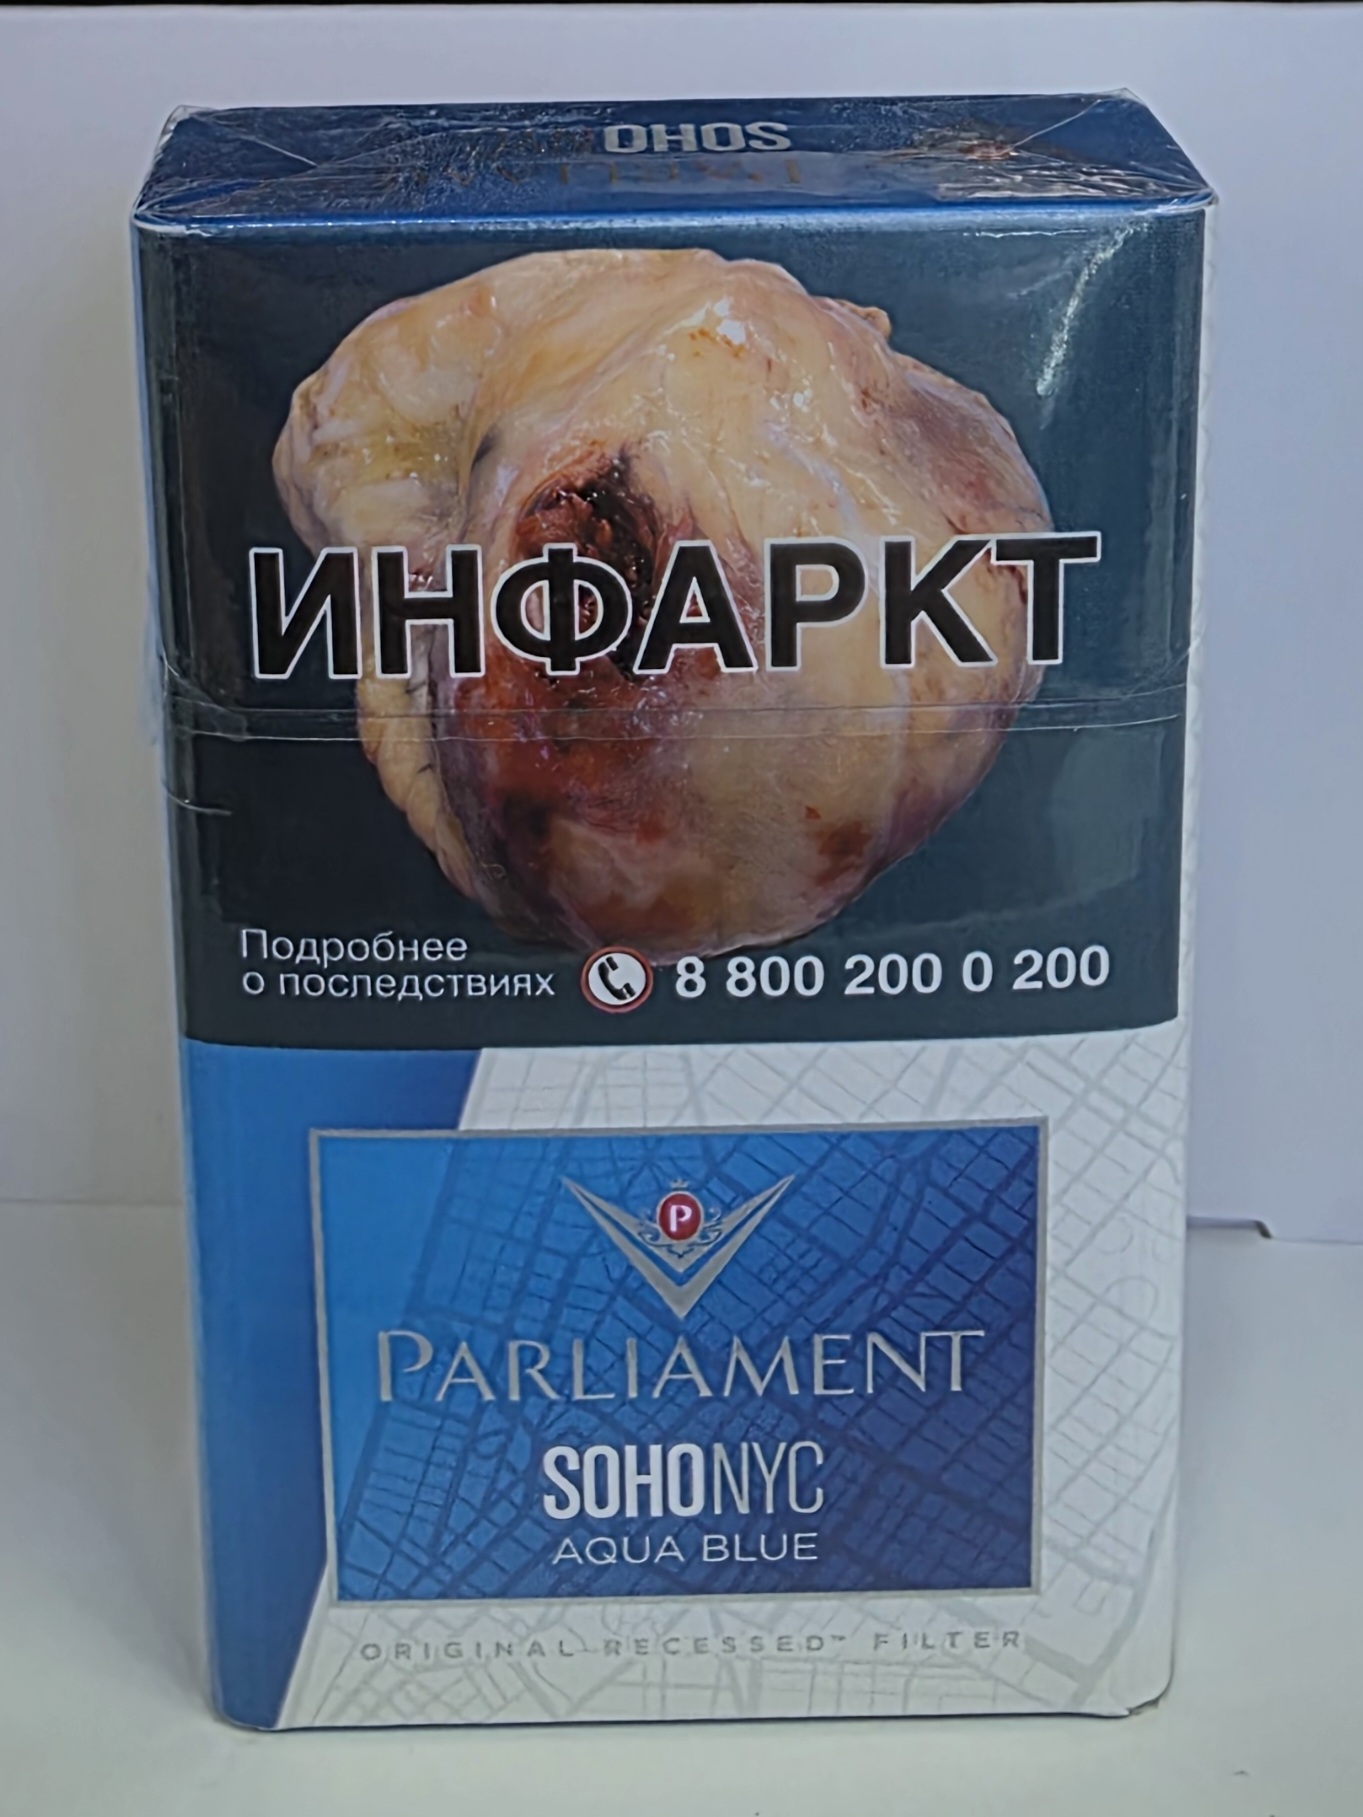 SOHO
ИНФАРКТ
Подробнее
о последствиях 8 800 200 0 200
P
PARLIAMENT
SOHONYC
AQUA BLUE
ORIGINAL RECESSED™ FILTER